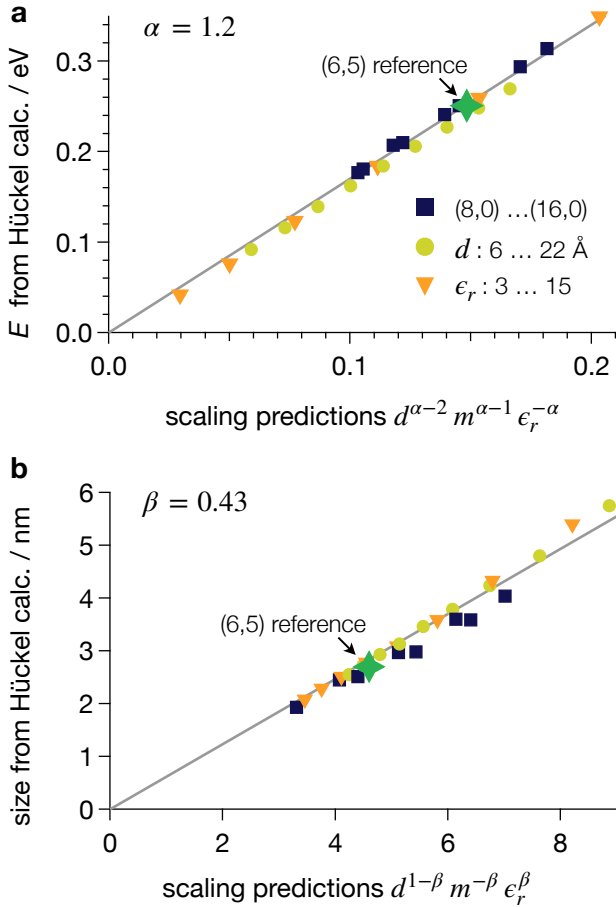 a
α = 1.2
(6,5) reference
E from Hückel calc. / eV
0.3
0.2
0.1
0.0
(8,0) ...(16,0)
d : 6 ... 22 Å
ϵr : 3 ... 15
0.0 0.1 0.2
scaling predictions d^{α−2} m^{α−1} ϵ_r^{−α}
b
β = 0.43
(6,5) reference
size from Hückel calc. / nm
6
5
4
3
2
1
0
0 2 4 6 8
scaling predictions d^{1−β} m^{−β} ϵ_r^{β}